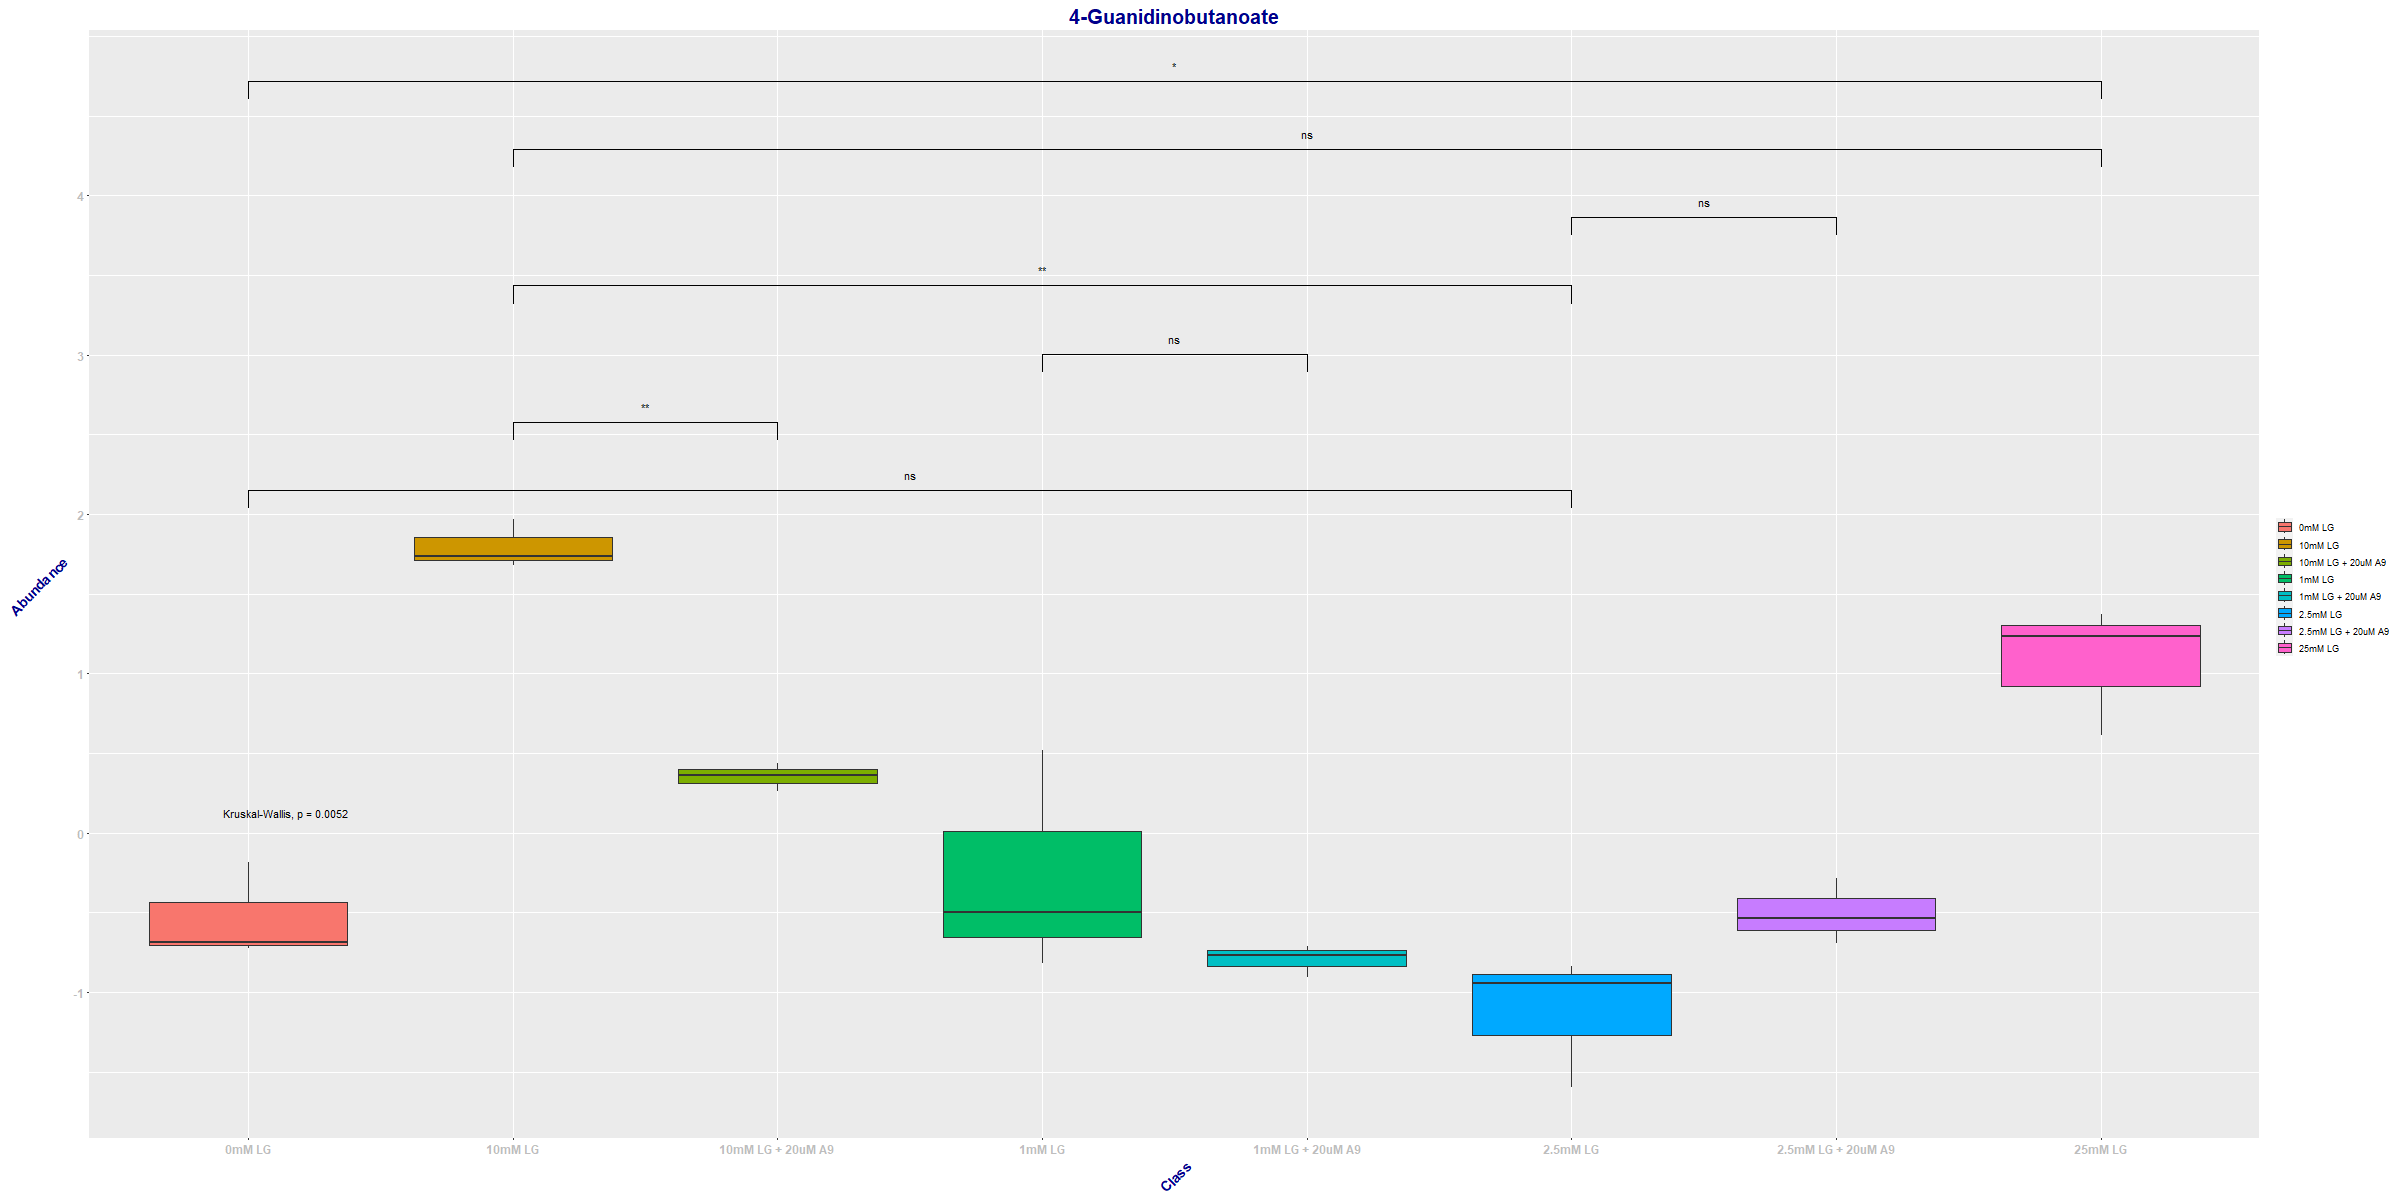 4-Guanidinobutanoate
*
ns
4
ns
**
3
ns
**
ns
2
0mM LG
10mM LG
10mM LG + 20uM A9
1mM LG
1mM LG + 20uM A9
2.5mM LG
2.5mM LG + 20uM A9
25mM LG
Abundance
1
Kruskal-Wallis, p = 0.0052
0
-1
0mM LG 10mM LG 10mM LG + 20uM A9 1mM LG 1mM LG + 20uM A9 2.5mM LG 2.5mM LG + 20uM A9 25mM LG
Class